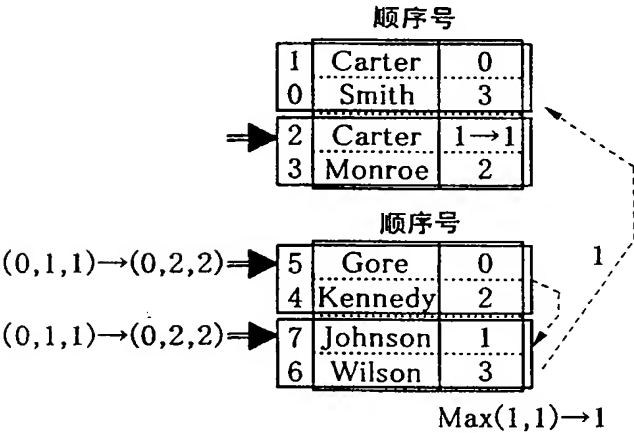 顺序号
1 Carter 0
0 Smith 3
2 Carter 1→1
3 Monroe 2
顺序号
(0,1,1)→(0,2,2) 5 Gore 0
1
4 Kennedy 2
(0,1,1)→(0,2,2) 7 Johnson 1
6 Wilson 3
Max(1,1)→1